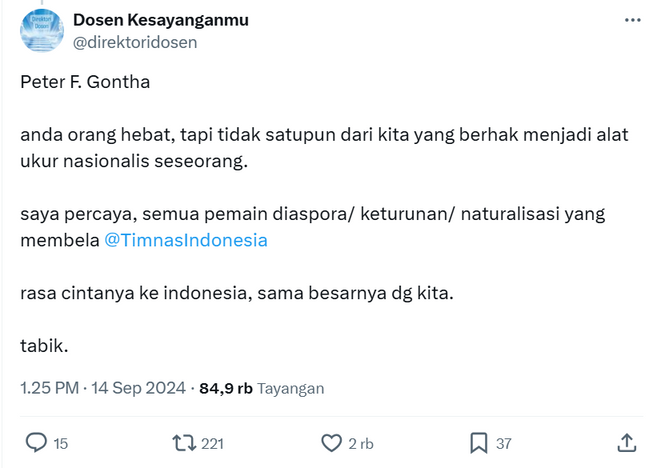 Direktori
Dosen
Dosen Kesayanganmu
@direktoridosen
Peter F. Gontha
anda orang hebat, tapi tidak satupun dari kita yang berhak menjadi alat
ukur nasionalis seseorang.
saya percaya, semua pemain diaspora/ keturunan/ naturalisasi yang
membela @TimnasIndonesia
rasa cintanya ke indonesia, sama besarnya dg kita.
tabik.
1.25 PM · 14 Sep 2024 · 84,9 rb Tayangan
15 221 2 rb 37